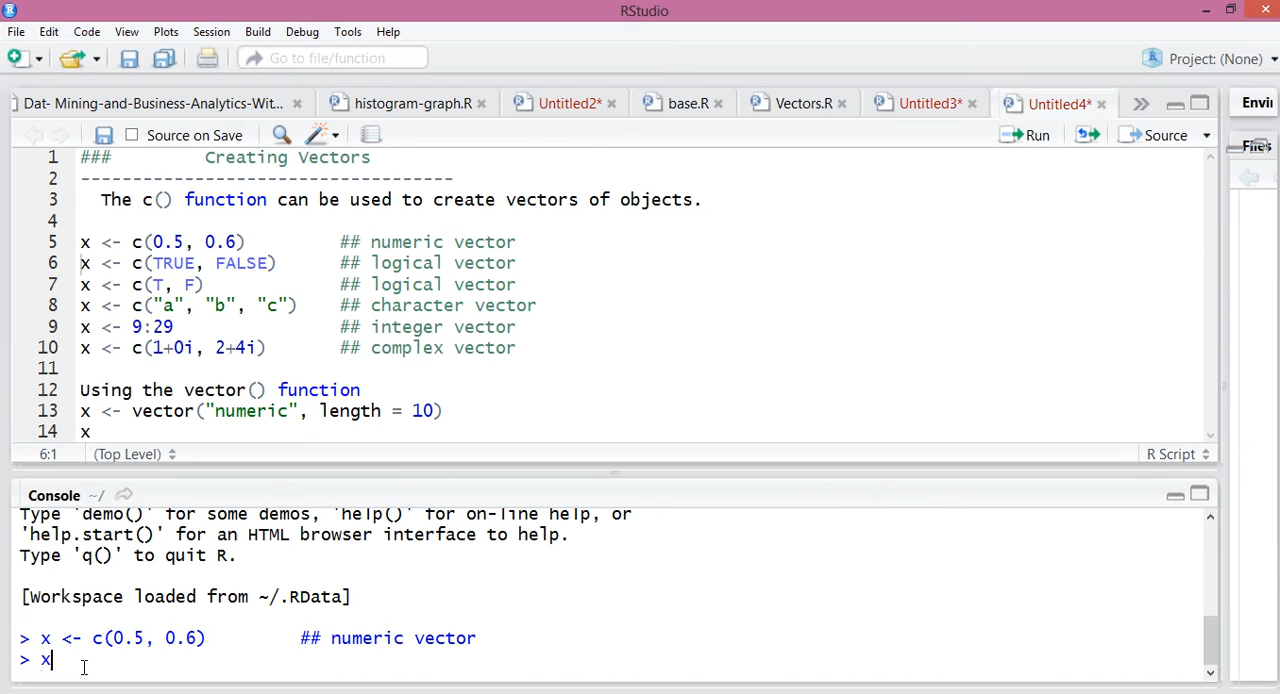 RStudio
File Edit Code View Plots Session Build Debug Tools Help
Go to file/function
Project: (None)
Dat- Mining-and-Business-Analytics-Wit... histogram-graph.R Untitled2* base.R Vectors.R Untitled3* Untitled4*
Source on Save
Run
Source
1 ### Creating Vectors
2 ------------------------------------
3 The c() function can be used to create vectors of objects.
4
5 x <- c(0.5, 0.6) ## numeric vector
6 x <- c(TRUE, FALSE) ## logical vector
7 x <- c(T, F) ## logical vector
8 x <- c("a", "b", "c") ## character vector
9 x <- 9:29 ## integer vector
10 x <- c(1+0i, 2+4i) ## complex vector
11
12 Using the vector() function
13 x <- vector("numeric", length = 10)
14 x
6:1 (Top Level) R Script
Console ~/
Type 'demo()' for some demos, 'help()' for on-line help, or
'help.start()' for an HTML browser interface to help.
Type 'q()' to quit R.
[Workspace loaded from ~/.RData]
> x <- c(0.5, 0.6) ## numeric vector
> x